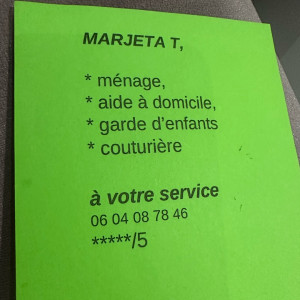 MARJETA T,
* ménage,
* aide à domicile,
* garde d'enfants
* couturière
à votre service
06 04 08 78 46
*****/5